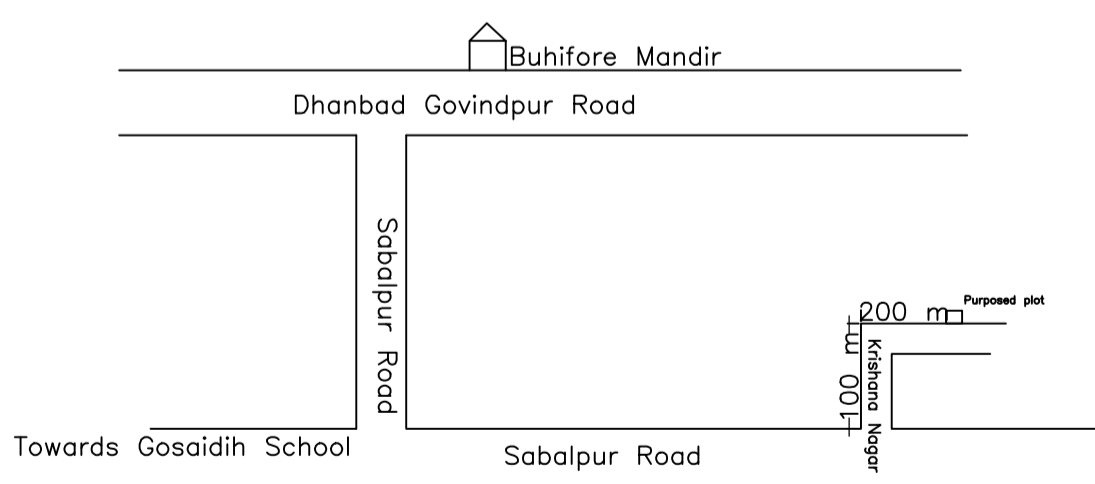 Buhifore Mandir
Dhanbad Govindpur Road
Sabalpur Road
Purposed plot
200 m
100 m
Krishana Nagar
Towards Gosaidih School
Sabalpur Road